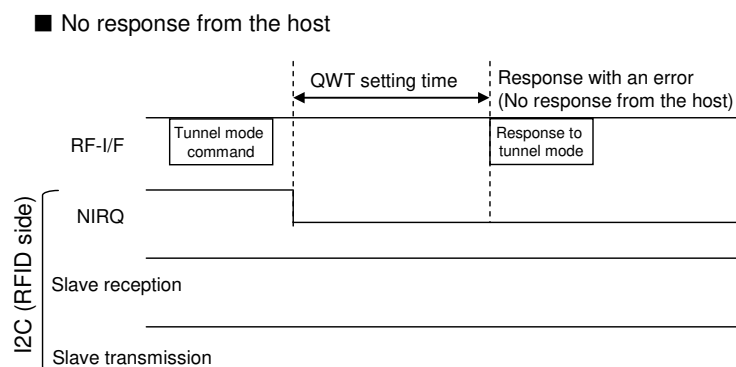 ■ No response from the host
QWT setting time
Response with an error
(No response from the host)
RF-I/F
Tunnel mode
command
Response to
tunnel mode
I2C (RFID side)
NIRQ
Slave reception
Slave transmission